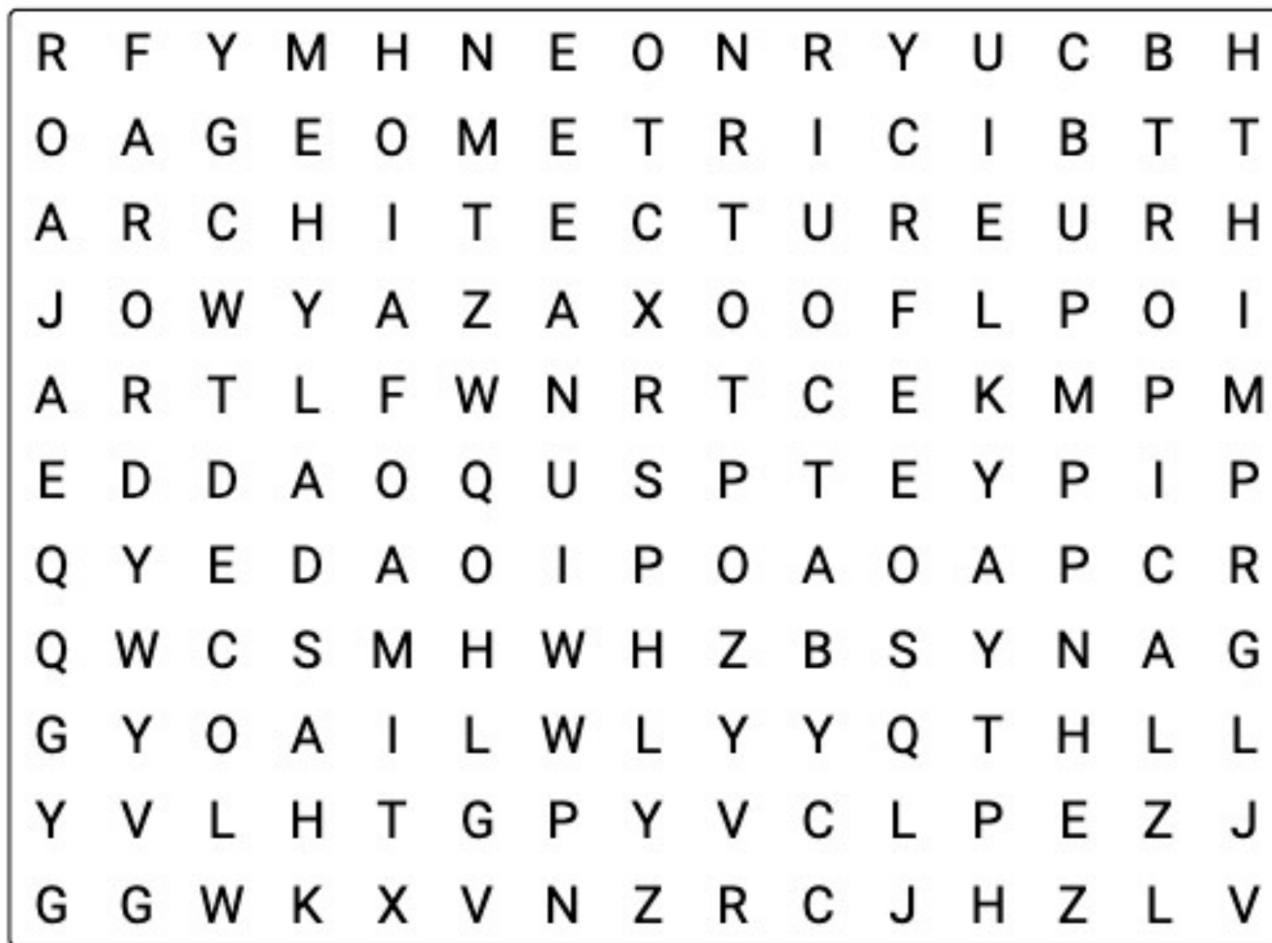 R F Y M H N E O N R Y U C B H
O A G E O M E T R I C I B T T
A R C H I T E C T U R E U R H
J O W Y A Z A X O O F L P O I
A R T L F W N R T C E K M P M
E D D A O Q U S P T E Y P I P
Q Y E D A O I P O A O A P C R
Q W C S M H W H Z B S Y N A G
G Y O A I L W L Y Y Q T H L L
Y V L H T G P Y V C L P E Z J
G G W K X V N Z R C J H Z L V